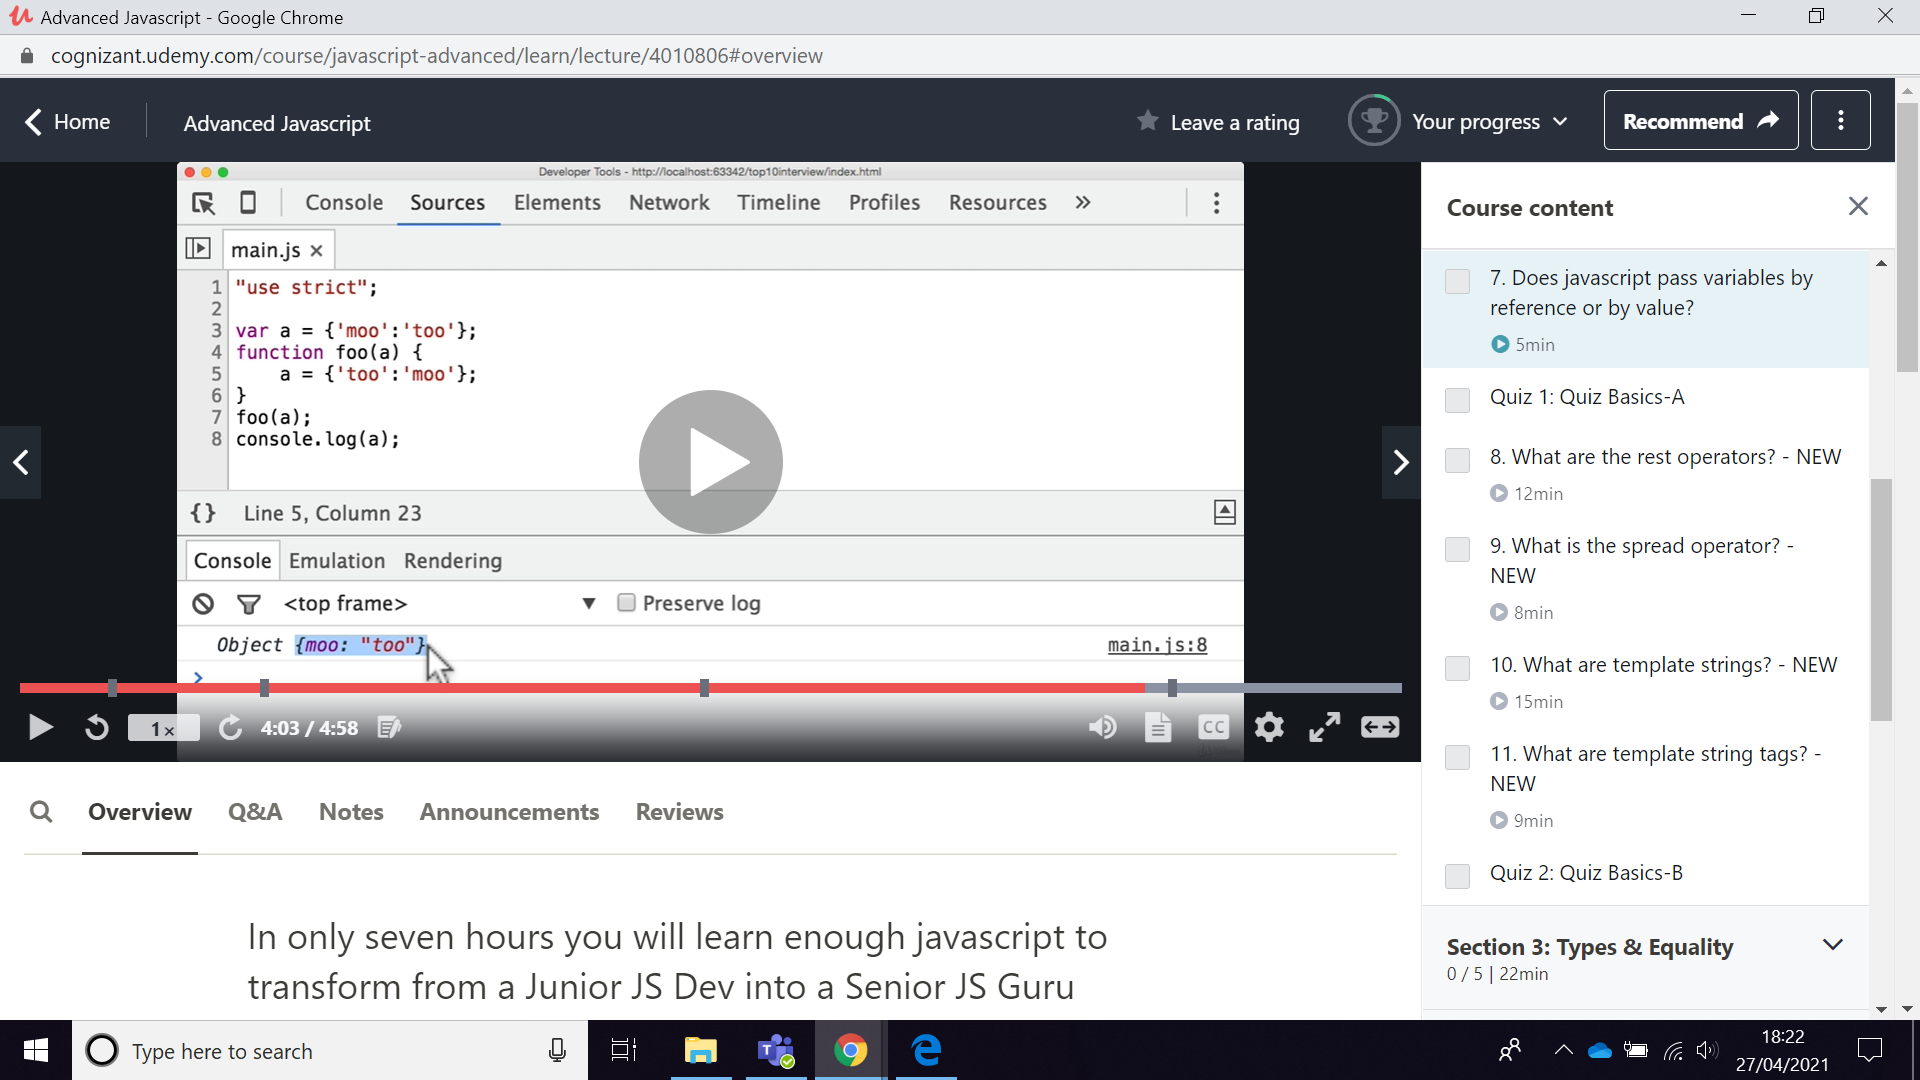 Advanced Javascript - Google Chrome
cognizant.udemy.com/course/javascript-advanced/learn/lecture/4010806#overview
Home
Advanced Javascript
Leave a rating
Your progress
Recommend
Developer Tools - http://localhost:63342/top10interview/index.html
Console Sources Elements Network Timeline Profiles Resources »
main.js ×
1 "use strict";
2
3 var a = {'moo':'too'};
4 function foo(a) {
5 a = {'too':'moo'};
6 }
7 foo(a);
8 console.log(a);
{} Line 5, Column 23
Console Emulation Rendering
<top frame> ▼ Preserve log
Object {moo: "too"} main.js:8
>
1× 4:03 / 4:58
CC
Course content
7. Does javascript pass variables by
reference or by value?
5min
Quiz 1: Quiz Basics-A
8. What are the rest operators? - NEW
12min
9. What is the spread operator? -
NEW
8min
10. What are template strings? - NEW
15min
11. What are template string tags? -
NEW
9min
Quiz 2: Quiz Basics-B
Section 3: Types & Equality
0 / 5 | 22min
Overview Q&A Notes Announcements Reviews
In only seven hours you will learn enough javascript to
transform from a Junior JS Dev into a Senior JS Guru
Type here to search
18:22
27/04/2021